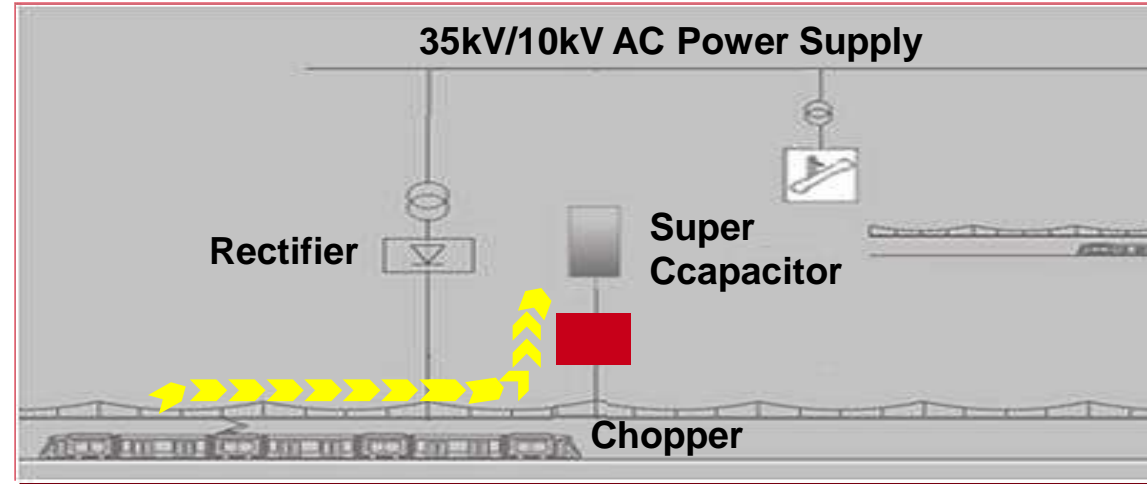 35kV/10kV AC Power Supply
Rectifier
Super
Ccapacitor
Chopper